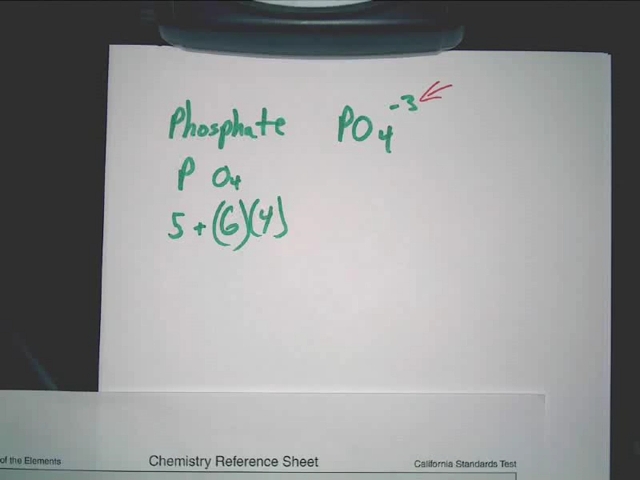 Phosphate PO₄⁻³
P O₄
5 + (6)(4)
of the Elements Chemistry Reference Sheet California Standards Test